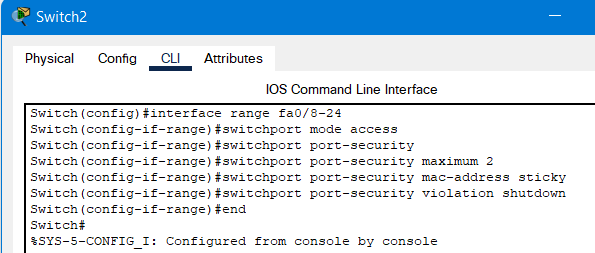 Switch2
Physical Config CLI Attributes
IOS Command Line Interface
Switch(config)#interface range fa0/8-24
Switch(config-if-range)#switchport mode access
Switch(config-if-range)#switchport port-security
Switch(config-if-range)#switchport port-security maximum 2
Switch(config-if-range)#switchport port-security mac-address sticky
Switch(config-if-range)#switchport port-security violation shutdown
Switch(config-if-range)#end
Switch#
%SYS-5-CONFIG_I: Configured from console by console